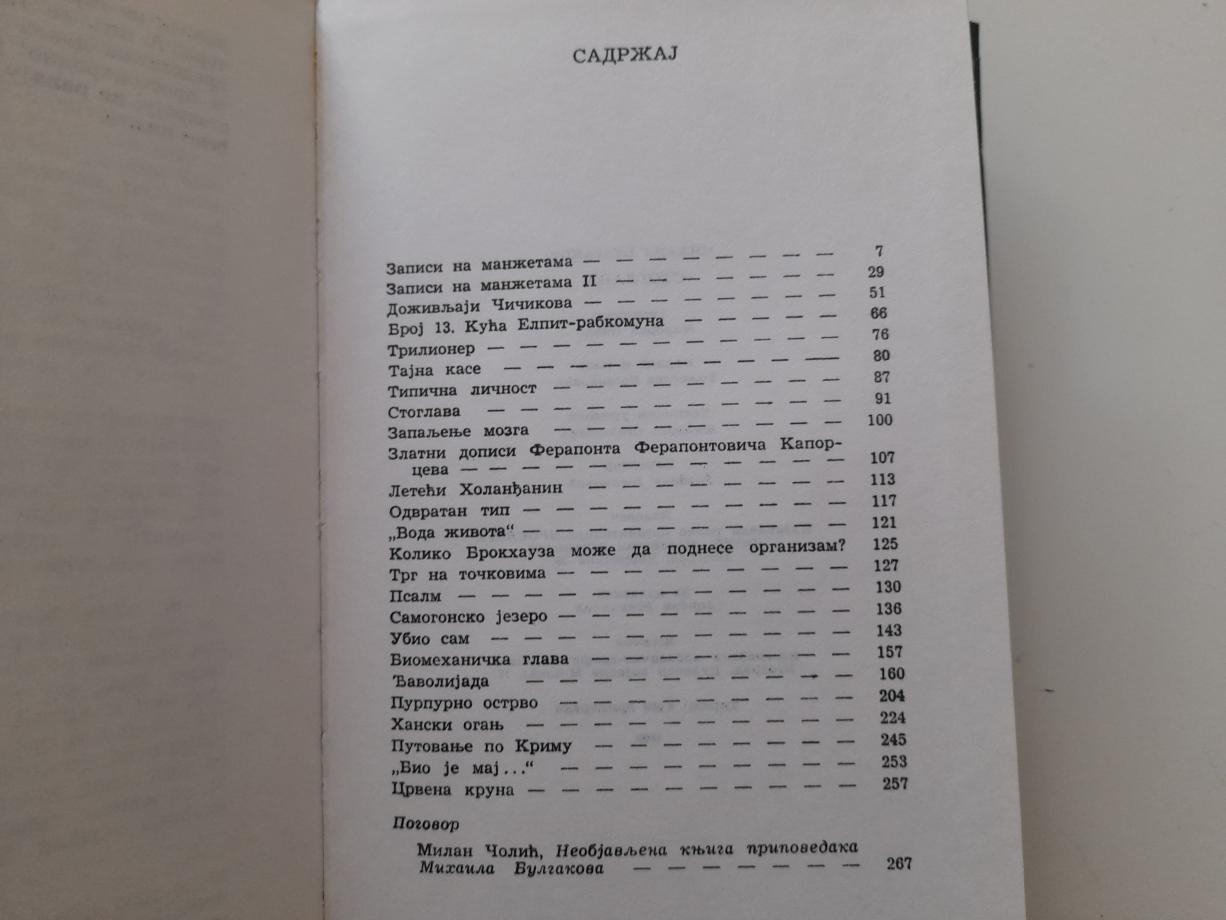 САДРЖАЈ
Записи на манжетама — — — — — — — — — — 7
Записи на манжетама II — — — — — — — — — 29
Доживљаји Чичикова — — — — — — — — — — 51
Број 13. Кућа Елпит-рабкомуна — — — — — — 66
Трилионер — — — — — — — — — — — — — 76
Тајна касе — — — — — — — — — — — — — 80
Типична личност — — — — — — — — — — — 87
Стоглава — — — — — — — — — — — — — 91
Запаљење мозга — — — — — — — — — — — 100
Златни дописи Ферапонта Ферапонтовича Капор-
цева — — — — — — — — — — — — — — 107
Летећи Холанђанин — — — — — — — — — — 113
Одвратан тип — — — — — — — — — — — — 117
„Вода живота“ — — — — — — — — — — — — 121
Колико Брокхауза може да поднесе организам? 125
Трг на точковима — — — — — — — — — — — 127
Псалм — — — — — — — — — — — — — — — 130
Самогонско језеро — — — — — — — — — — — 136
Убио сам — — — — — — — — — — — — — 143
Биомеханичка глава — — — — — — — — — — 157
Ђаволијада — — — — — — — — — — — — 160
Пурпурно острво — — — — — — — — — — — 204
Хански огањ — — — — — — — — — — — — 224
Путовање по Криму — — — — — — — — — — 245
„Био је мај...“ — — — — — — — — — — — 253
Црвена круна — — — — — — — — — — — — 257
Поговор
Милан Чолић, Необјављена књига приповедака
Михаила Булгакова — — — — — — — — — 267